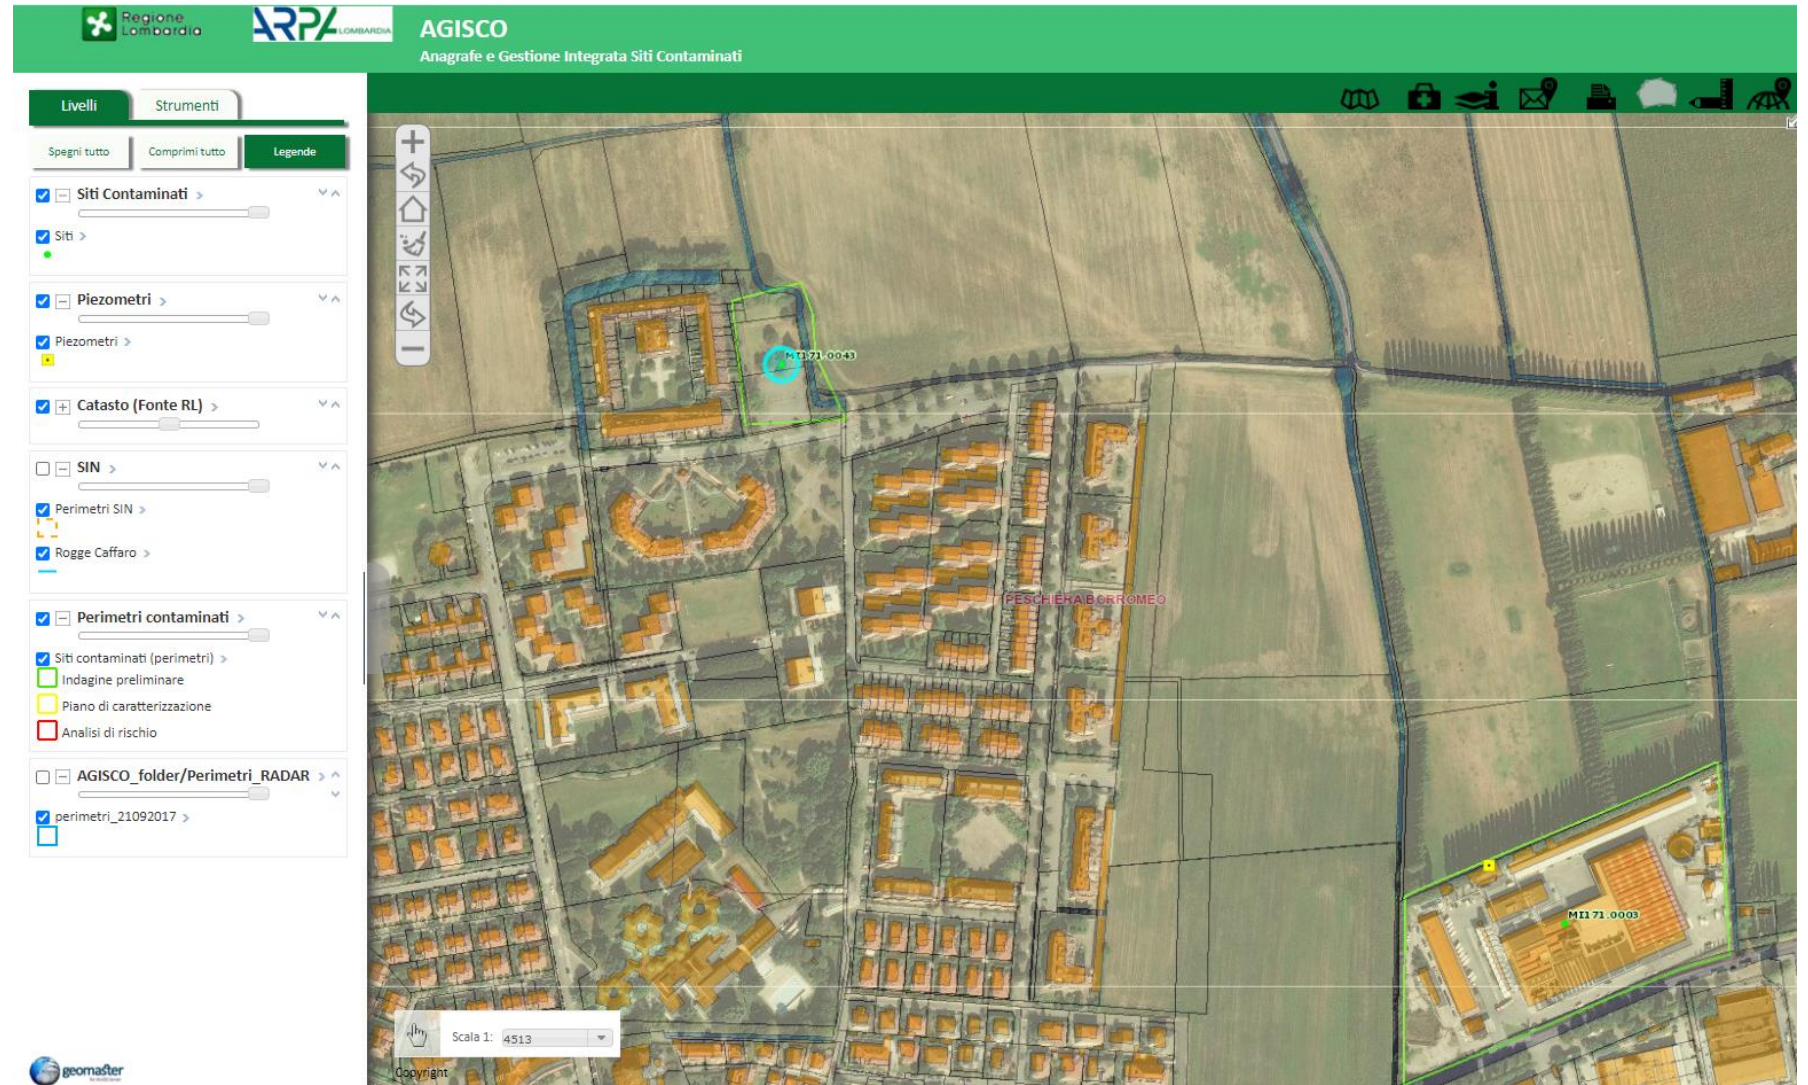 Regione
Lombardia
ARPA LOMBARDIA
AGISCO
Anagrafe e Gestione Integrata Siti Contaminati
Livelli
Strumenti
Spegni tutto
Comprimi tutto
Legende
Siti Contaminati
Siti
Piezometri
Piezometri
Catasto (Fonte RL)
SIN
Perimetri SIN
Rogge Caffaro
Perimetri contaminati
Siti contaminati (perimetri)
Indagine preliminare
Piano di caratterizzazione
Analisi di rischio
AGISCO_folder/Perimetri_RADAR
perimetri_21092017
MI171.0043
PESCHIERA BORROMEO
MI171.0003
Scala 1: 4513
Copyright
geomaster